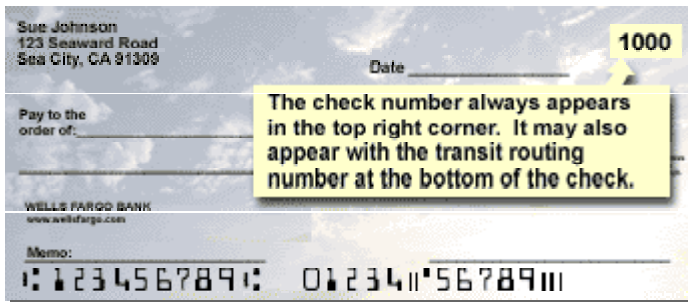 Sue Johnson
123 Seaward Road
Sea City, CA 91309
1000
Date
Pay to the
order of:
The check number always appears
in the top right corner. It may also
appear with the transit routing
number at the bottom of the check.
WELLS FARGO BANK
www.wellsfargo.com
Memo:
⑆123456789⑆ 01234⑈56789⑈